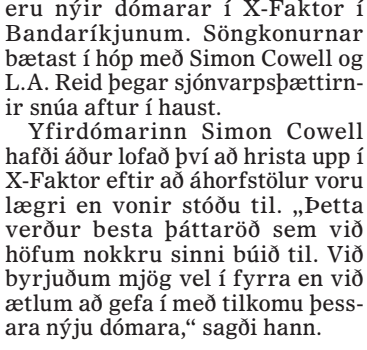 eru nýir dómarar í X-Faktor í
Bandaríkjunum. Söngkonurnar
bætast í hóp með Simon Cowell og
L.A. Reid þegar sjónvarpsþættirn-
ir snúa aftur í haust.
Yfirdómarinn Simon Cowell
hafði áður lofað því að hrista upp í
X-Faktor eftir að áhorfstölur voru
lægri en vonir stóðu til. „Þetta
verður besta þáttaröð sem við
höfum nokkru sinni búið til. Við
byrjuðum mjög vel í fyrra en við
ætlum að gefa í með tilkomu þess-
ara nýju dómara,“ sagði hann.